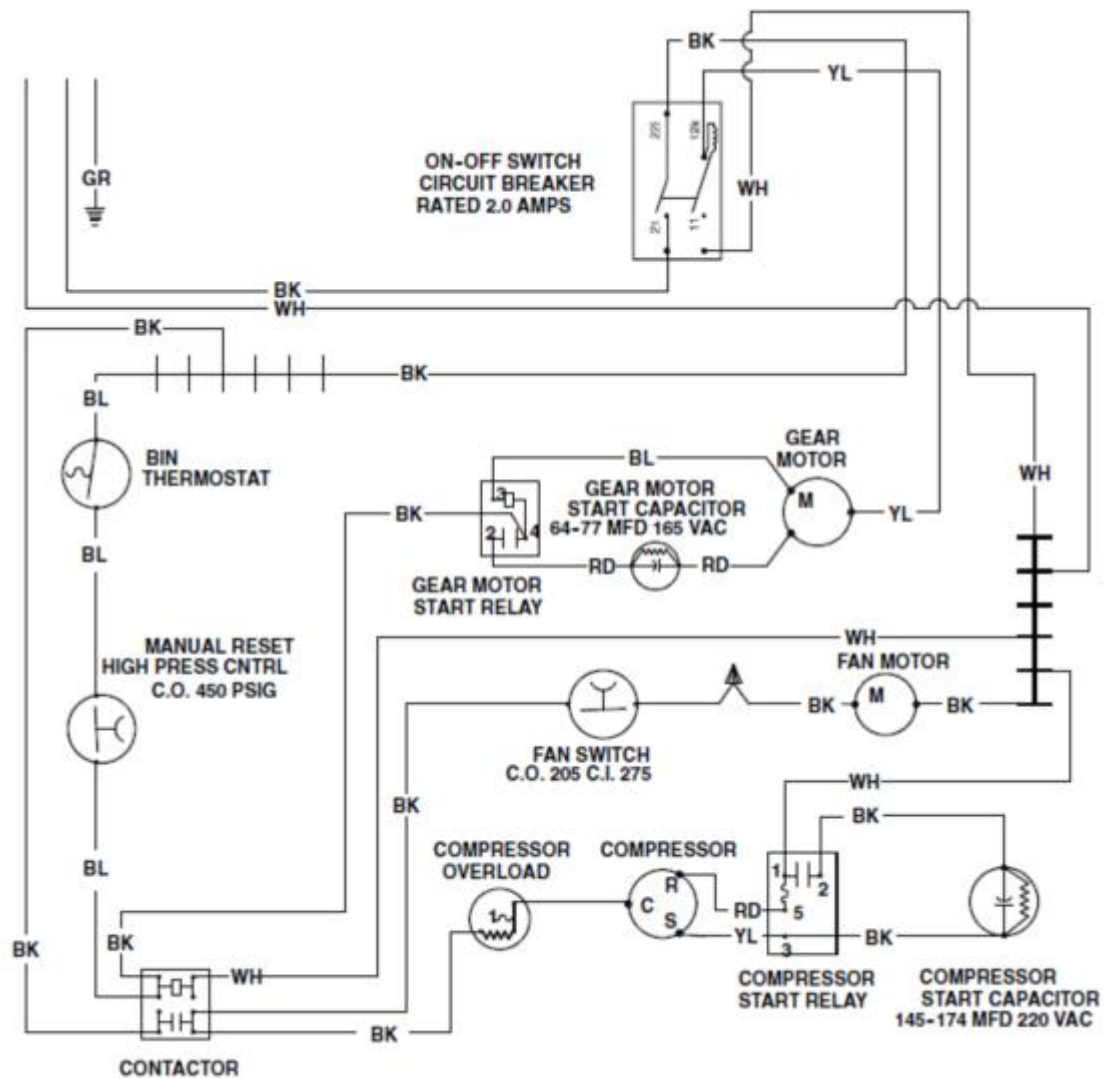 BK
YL
GR
ON-OFF SWITCH
CIRCUIT BREAKER
RATED 2.0 AMPS
12k
21
11
WH
BK
WH
BK
BK
BL
BIN
THERMOSTAT
BL
GEAR
MOTOR
BL
GEAR MOTOR
START CAPACITOR
64-77 MFD 165 VAC
M
3
2
4
BK
YL
WH
RD
RD
GEAR MOTOR
START RELAY
MANUAL RESET
HIGH PRESS CNTRL
C.O. 450 PSIG
WH
FAN MOTOR
M
BK
BK
FAN SWITCH
C.O. 205 C.I. 275
WH
BK
BK
BL
COMPRESSOR
OVERLOAD
COMPRESSOR
1
C
R
S
1
2
RD
5
YL
3
BK
BK
BK
WH
COMPRESSOR
START RELAY
COMPRESSOR
START CAPACITOR
145-174 MFD 220 VAC
BK
CONTACTOR